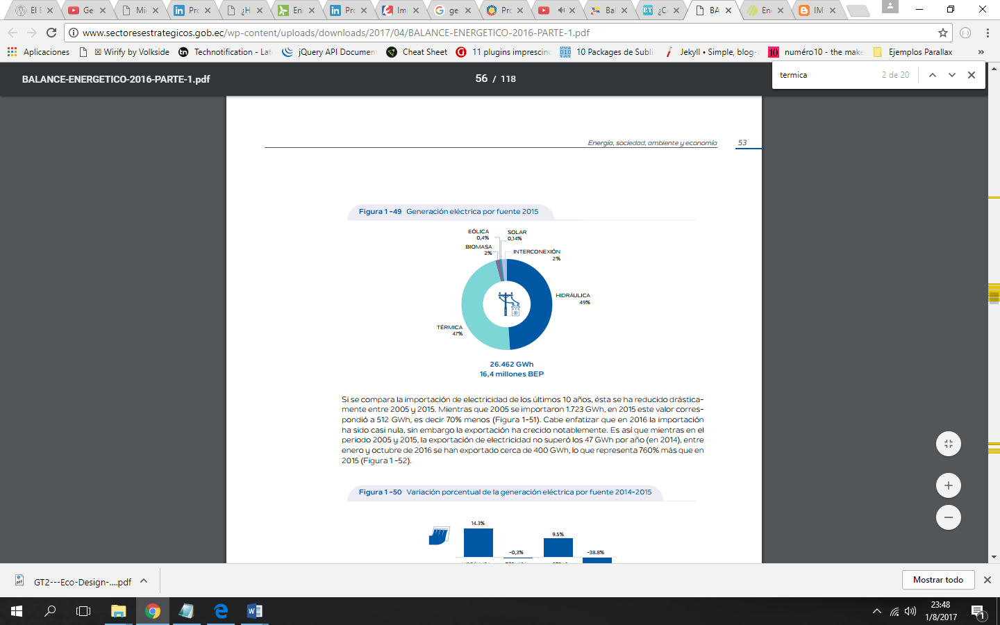 El E
Ge
Mi
Pro
¿H
En
Pro
Im
ge
Pro
Bal
ET
¿C
BA
En
IM
www.sectoresestrategicos.gob.ec/wp-content/uploads/downloads/2017/04/BALANCE-ENERGETICO-2016-PARTE-1.pdf
Aplicaciones
Wirify by Volkside
Technotification - Lat
jQuery API Document
Cheat Sheet
11 plugins imprescind
10 Packages de Subli
Jekyll • Simple, blog-
numéro10 - the make
Ejemplos Parallax
»
BALANCE-ENERGETICO-2016-PARTE-1.pdf
56 / 118
termica
2 de 20
Energía, sociedad, ambiente y economía
53
Figura 1 -49 Generación eléctrica por fuente 2015
EÓLICA
0,4%
SOLAR
0,14%
BIOMASA
2%
INTERCONEXIÓN
2%
HIDRÁULICA
49%
TÉRMICA
47%
26.462 GWh
16,4 millones BEP
Si se compara la importación de electricidad de los últimos 10 años, ésta se ha reducido drástica-
mente entre 2005 y 2015. Mientras que 2005 se importaron 1.723 GWh, en 2015 este valor corres-
pondió a 512 GWh, es decir 70% menos (Figura 1-51). Cabe enfatizar que en 2016 la importación
ha sido casi nula, sin embargo la exportación ha crecido notablemente. Es así que mientras en el
periodo 2005 y 2015, la exportación de electricidad no superó los 47 GWh por año (en 2014), entre
enero y octubre de 2016 se han exportado cerca de 400 GWh, lo que representa 760% más que en
2015 (Figura 1 -52).
Figura 1 -50 Variación porcentual de la generación eléctrica por fuente 2014-2015
14.3%
-0,3%
9.5%
-38.8%
GT2---Eco-Design-....pdf
Mostrar todo
23:48
1/8/2017
1